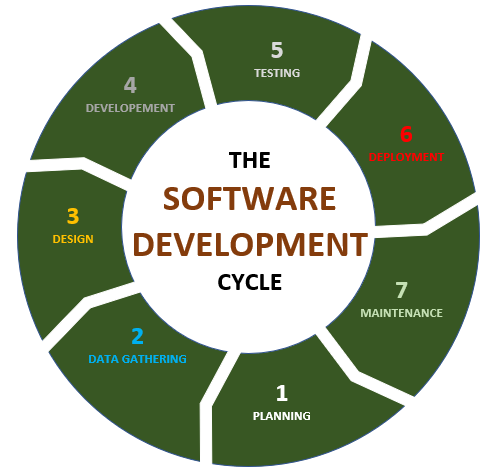 THE
SOFTWARE
DEVELOPMENT
CYCLE
1
PLANNING
2
DATA GATHERING
3
DESIGN
4
DEVELOPEMENT
5
TESTING
6
DEPLOYMENT
7
MAINTENANCE